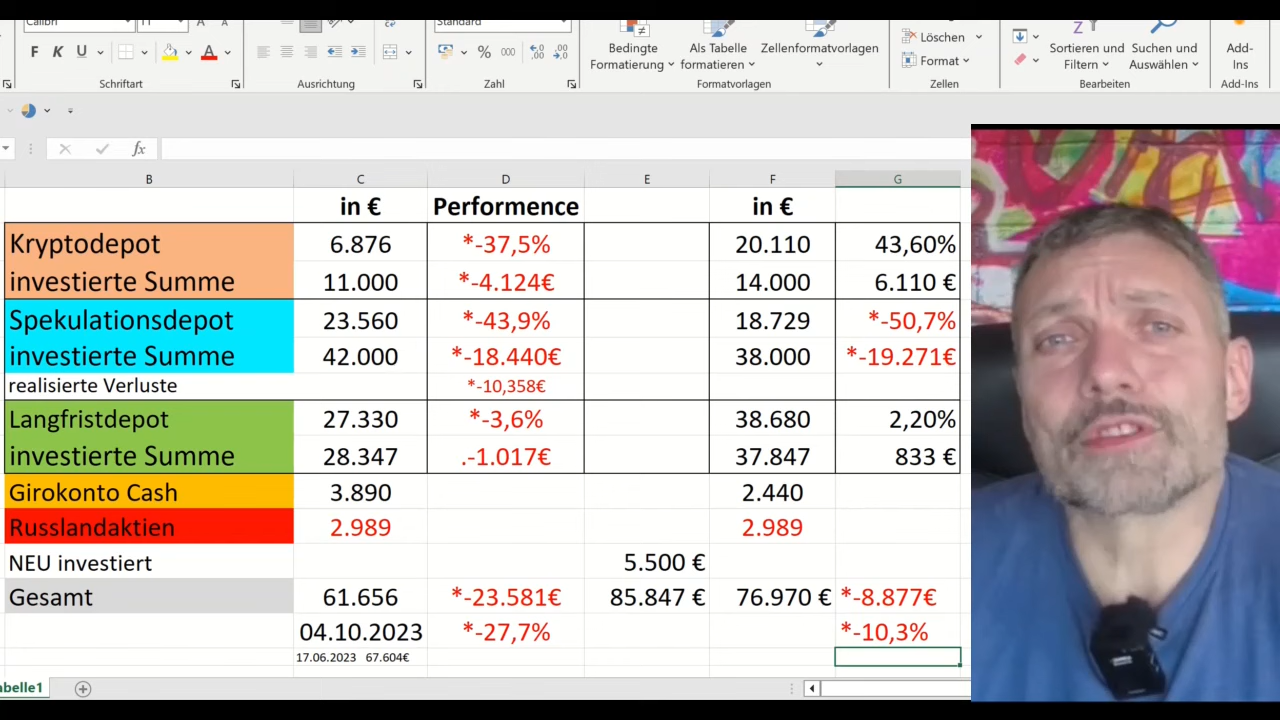 Calibri 11 A A Standard
F K U A % 000
Bedingte Formatierung
Als Tabelle formatieren
Zellenformatvorlagen
Löschen
Format
Sortieren und Filtern
Suchen und Auswählen
Add-Ins
Schriftart Ausrichtung Zahl Formatvorlagen Zellen Bearbeiten Add-Ins
fx
B C D E F G
in € Performence in €
Kryptodepot 6.876 *-37,5% 20.110 43,60%
investierte Summe 11.000 *-4.124€ 14.000 6.110 €
Spekulationsdepot 23.560 *-43,9% 18.729 *-50,7%
investierte Summe 42.000 *-18.440€ 38.000 *-19.271€
realisierte Verluste *-10,358€
Langfristdepot 27.330 *-3,6% 38.680 2,20%
investierte Summe 28.347 .-1.017€ 37.847 833 €
Girokonto Cash 3.890 2.440
Russlandaktien 2.989 2.989
NEU investiert 5.500 €
Gesamt 61.656 *-23.581€ 85.847 € 76.970 € *-8.877€
04.10.2023 *-27,7% *-10,3%
17.06.2023 67.604€
abelle1